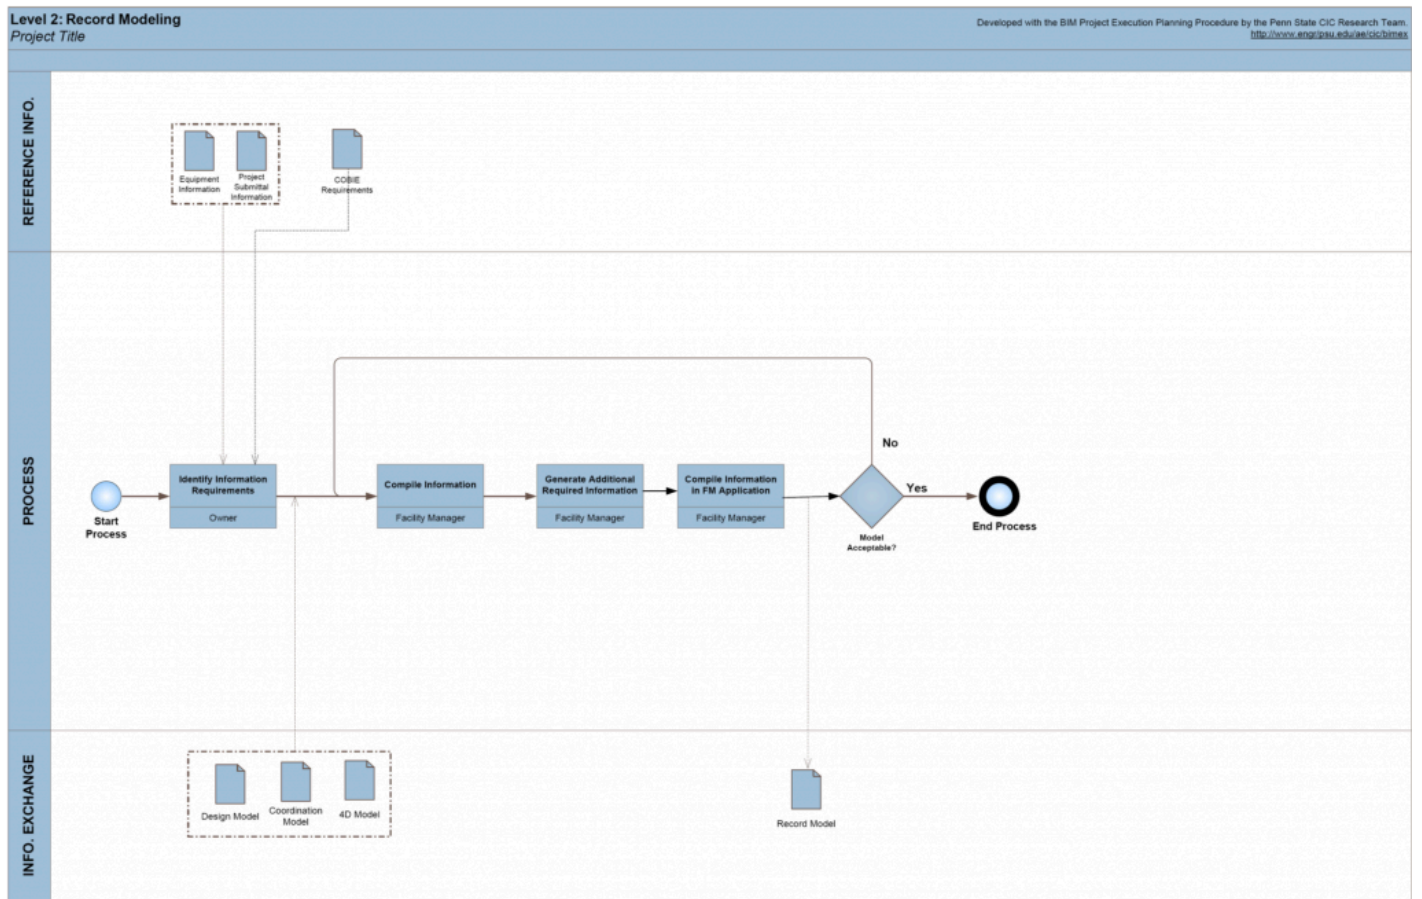 Level 2: Record Modeling
Project Title
Developed with the BIM Project Execution Planning Procedure by the Penn State CIC Research Team.
http://www.engr/psu.edu/ae/cic/bimex
REFERENCE INFO.
Equipment
Information
Project
Submittal
Information
COBIE
Requirements
PROCESS
Start
Process
Identify Information
Requirements
Owner
Compile Information
Facility Manager
Generate Additional
Required Information
Facility Manager
Compile Information
in FM Application
Facility Manager
No
Yes
Model
Acceptable?
End Process
INFO. EXCHANGE
Design Model
Coordination
Model
4D Model
Record Model